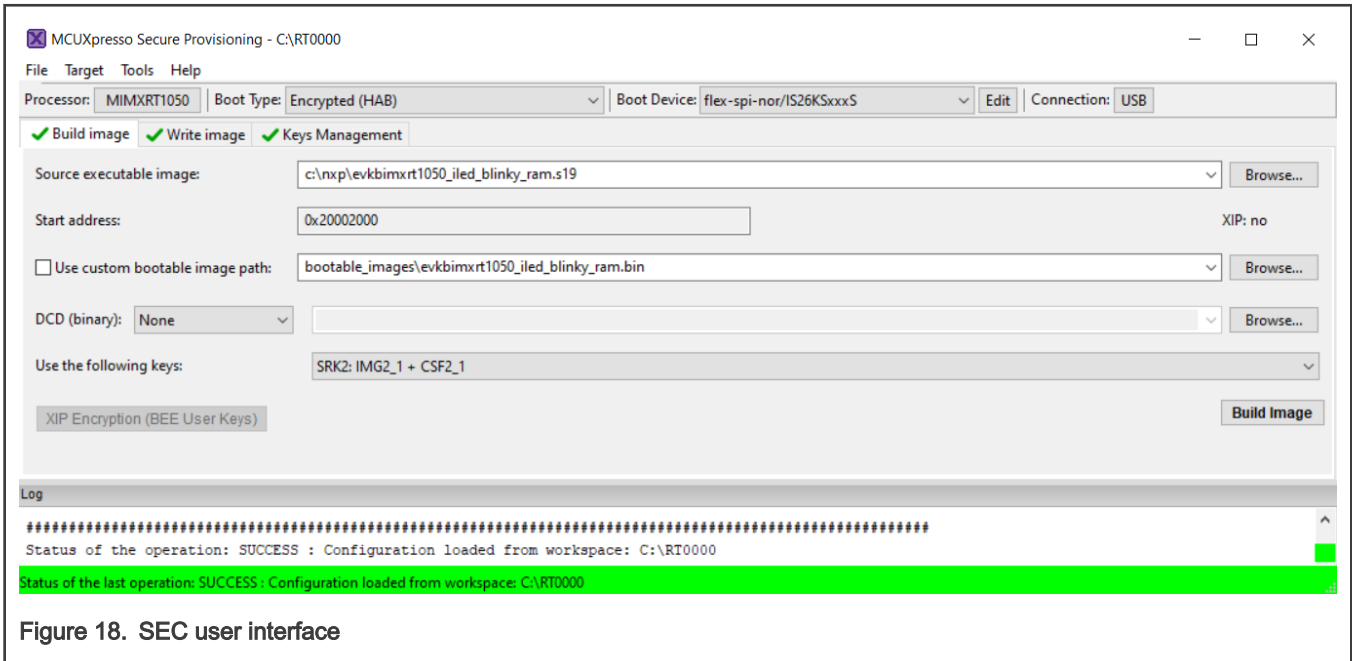 MCUXpresso Secure Provisioning - C:\RT0000
File Target Tools Help
Processor: MIMXRT1050 Boot Type: Encrypted (HAB) Boot Device: flex-spi-nor/IS26KSxxxS Edit Connection: USB
Build image Write image Keys Management
Source executable image: c:\nxp\evkbimxrt1050_iled_blinky_ram.s19 Browse...
Start address: 0x20002000 XIP: no
Use custom bootable image path: bootable_images\evkbimxrt1050_iled_blinky_ram.bin Browse...
DCD (binary): None Browse...
Use the following keys: SRK2: IMG2_1 + CSF2_1
XIP Encryption (BEE User Keys) Build Image
Log
##########################################################################################
Status of the operation: SUCCESS : Configuration loaded from workspace: C:\RT0000
Status of the last operation: SUCCESS : Configuration loaded from workspace: C:\RT0000
Figure 18. SEC user interface